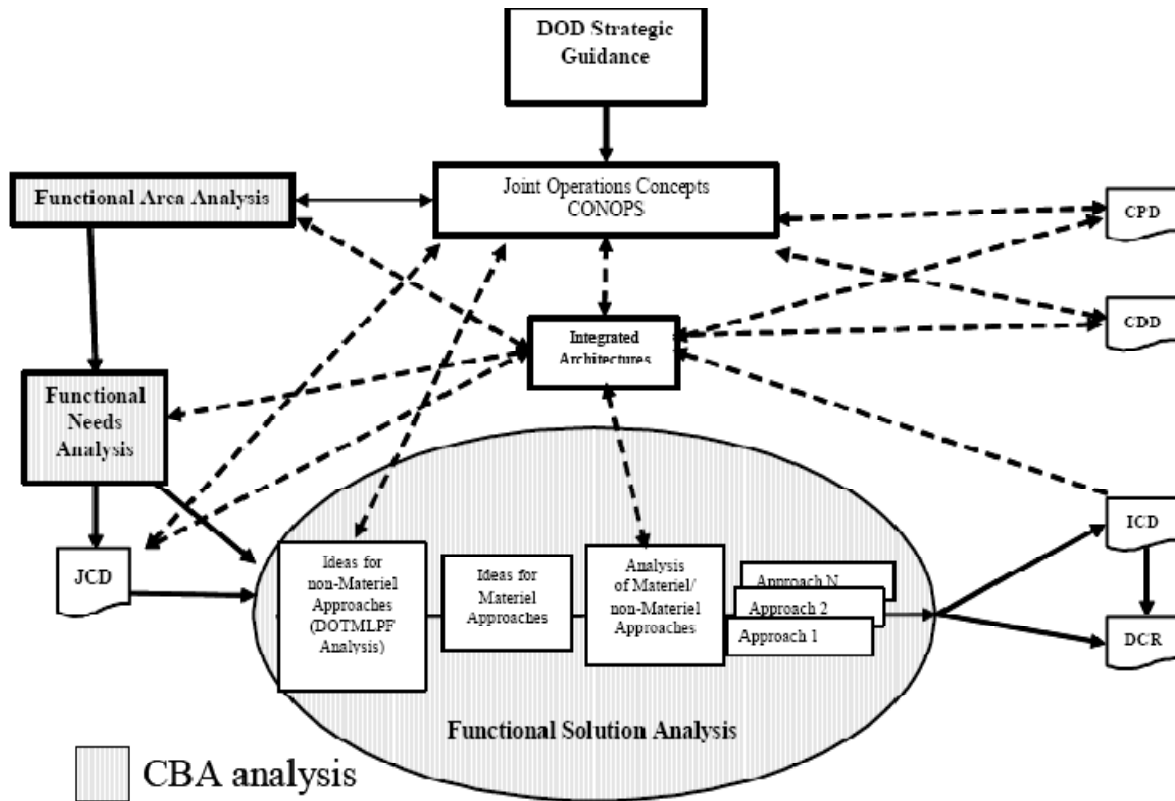 DOD Strategic
Guidance
Joint Operations Concepts
CONOPS
Functional Area Analysis
CPD
CDD
Integrated
Architectures
Functional
Needs
Analysis
JCD
ICD
DCR
Ideas for
non-Materiel
Approaches
(DOTMLPF
Analysis)
Ideas for
Materiel
Approaches
Analysis
of Materiel/
non-Materiel
Approaches
Approach N
Approach 2
Approach 1
Functional Solution Analysis
CBA analysis